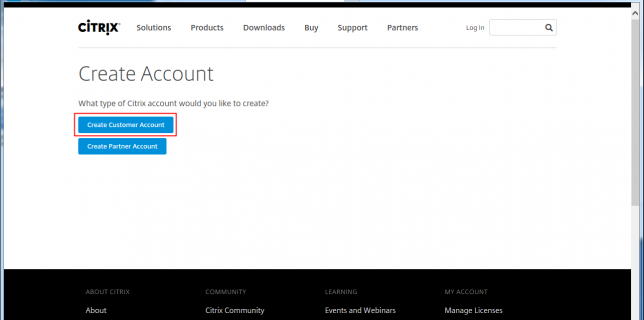 CİTRİX
Solutions Products Downloads Buy Support Partners Log In
Create Account
What type of Citrix account would you like to create?
Create Customer Account
Create Partner Account
ABOUT CITRIX COMMUNITY LEARNING MY ACCOUNT
About Citrix Community Events and Webinars Manage Licenses